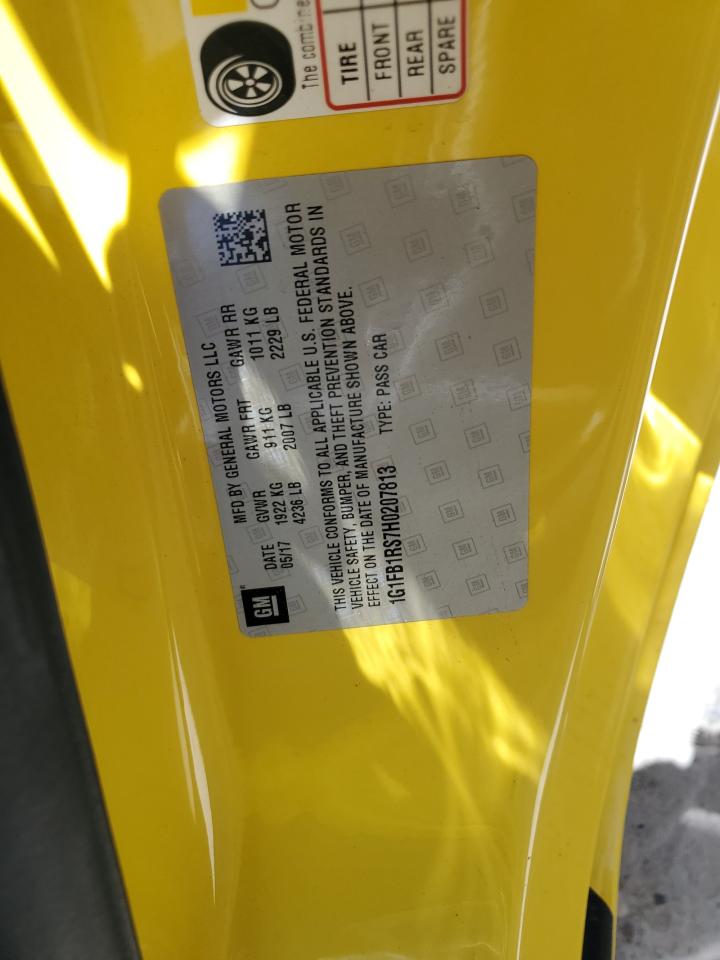 The combine
TIRE
FRONT
REAR
SPARE
MFD BY GENERAL MOTORS LLC
DATE GVWR GAWR FRT GAWR RR
05/17 1922 KG 911 KG 1011 KG
4236 LB 2007 LB 2229 LB
THIS VEHICLE CONFORMS TO ALL APPLICABLE U.S. FEDERAL MOTOR
VEHICLE SAFETY, BUMPER, AND THEFT PREVENTION STANDARDS IN
EFFECT ON THE DATE OF MANUFACTURE SHOWN ABOVE.
1G1FB1RS7H0207813 TYPE: PASS CAR
GM